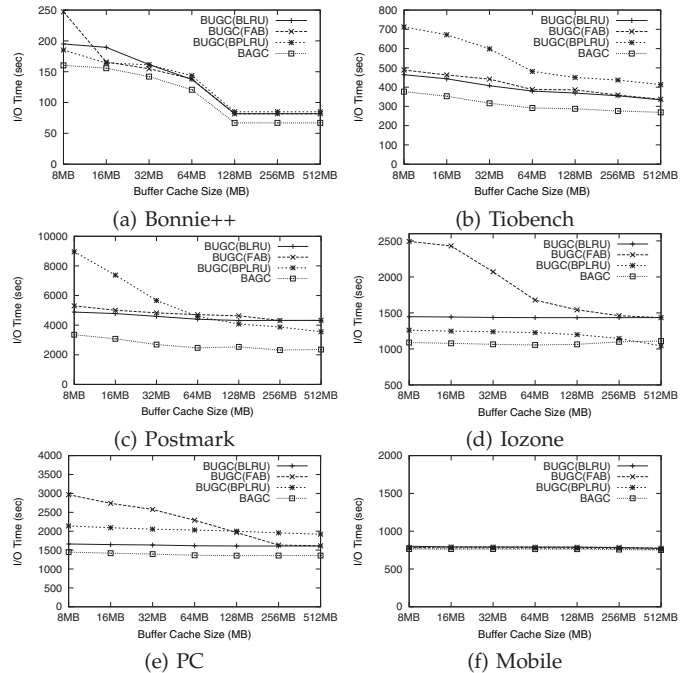 250
200
150
100
50
0
I/O Time (sec)
BUGC(BLRU)
BUGC(FAB)
BUGC(BPLRU)
BAGC
8MB 16MB 32MB 64MB 128MB 256MB 512MB
Buffer Cache Size (MB)
(a) Bonnie++
800
700
600
500
400
300
200
100
0
I/O Time (sec)
BUGC(BLRU)
BUGC(FAB)
BUGC(BPLRU)
BAGC
8MB 16MB 32MB 64MB 128MB 256MB 512MB
Buffer Cache Size (MB)
(b) Tiobench
10000
8000
6000
4000
2000
0
I/O Time (sec)
BUGC(BLRU)
BUGC(FAB)
BUGC(BPLRU)
BAGC
8MB 16MB 32MB 64MB 128MB 256MB 512MB
Buffer Cache Size (MB)
(c) Postmark
2500
2000
1500
1000
500
I/O Time (sec)
BUGC(BLRU)
BUGC(FAB)
BUGC(BPLRU)
BAGC
8MB 16MB 32MB 64MB 128MB 256MB 512MB
Buffer Cache Size (MB)
(d) Iozone
4000
3500
3000
2500
2000
1500
1000
500
0
I/O Time (sec)
BUGC(BLRU)
BUGC(FAB)
BUGC(BPLRU)
BAGC
8MB 16MB 32MB 64MB 128MB 256MB 512MB
Buffer Cache Size (MB)
(e) PC
2000
1500
1000
500
0
I/O Time (sec)
BUGC(BLRU)
BUGC(FAB)
BUGC(BPLRU)
BAGC
8MB 16MB 32MB 64MB 128MB 256MB 512MB
Buffer Cache Size (MB)
(f) Mobile